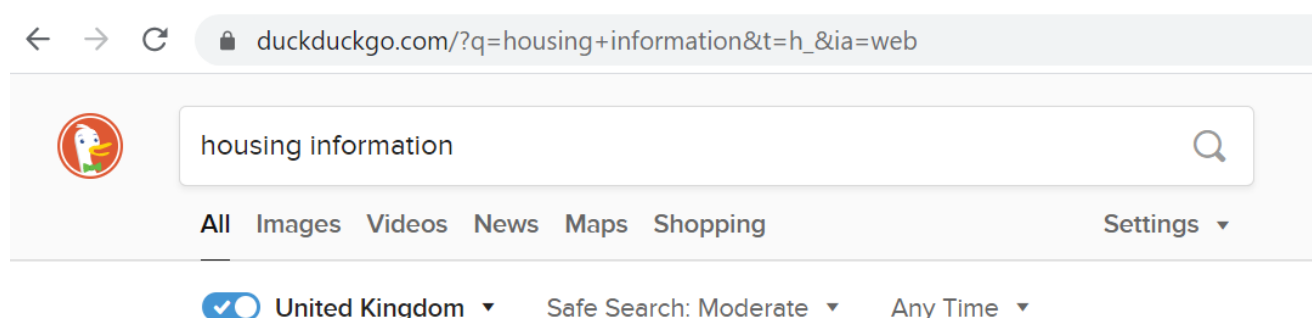 duckduckgo.com/?q=housing+information&t=h_&ia=web
housing information
All Images Videos News Maps Shopping Settings
United Kingdom Safe Search: Moderate Any Time